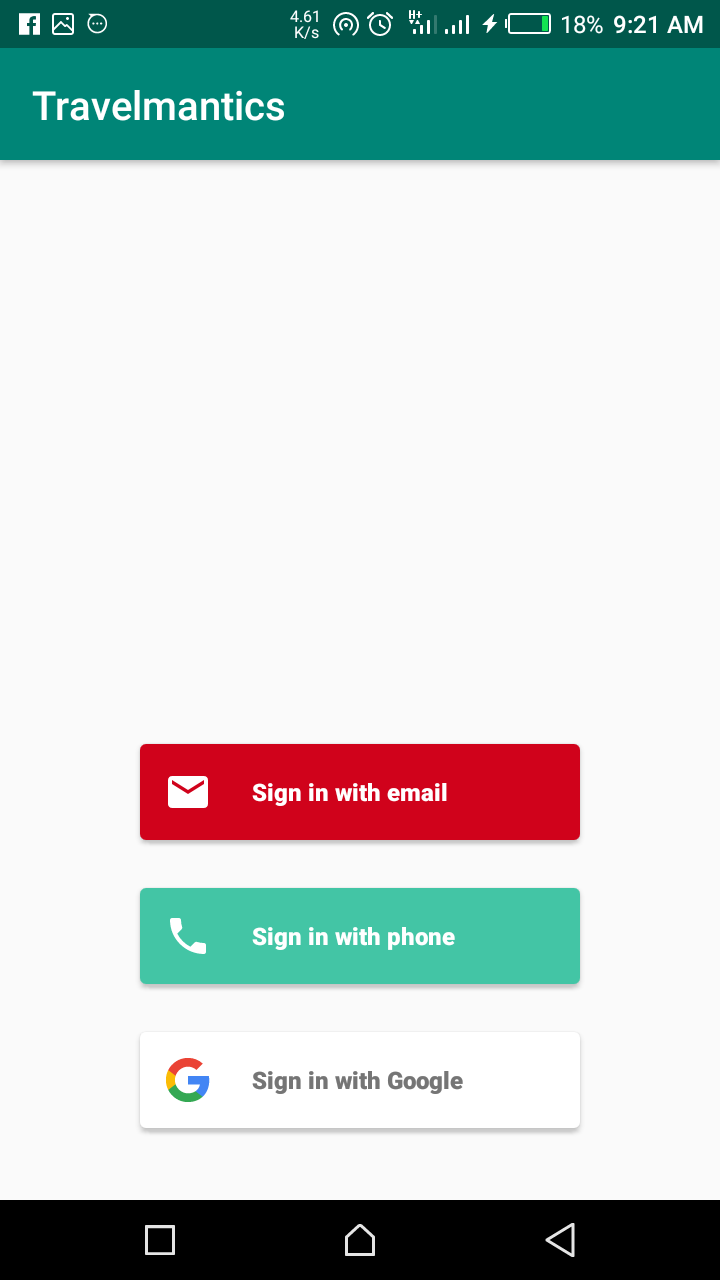 4.61
K/s
H+
18%
9:21 AM
Travelmantics
Sign in with email
Sign in with phone
Sign in with Google